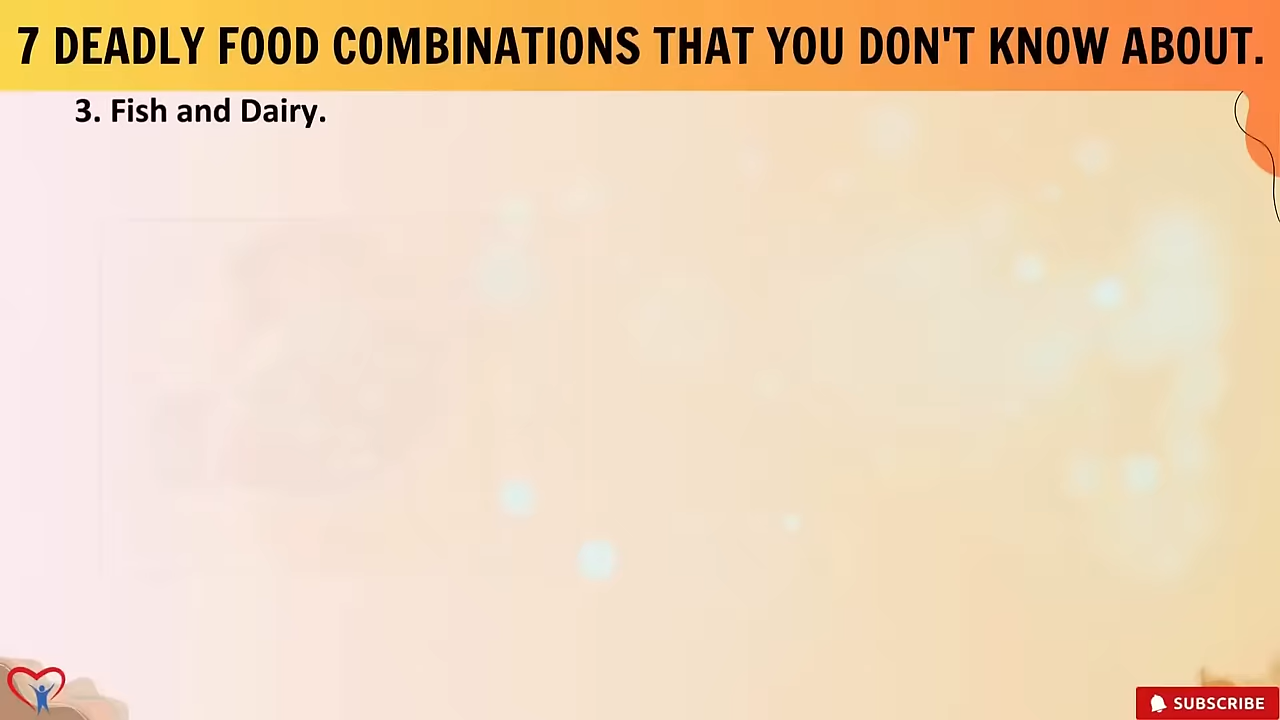 7 DEADLY FOOD COMBINATIONS THAT YOU DON'T KNOW ABOUT.
3. Fish and Dairy.
SUBSCRIBE